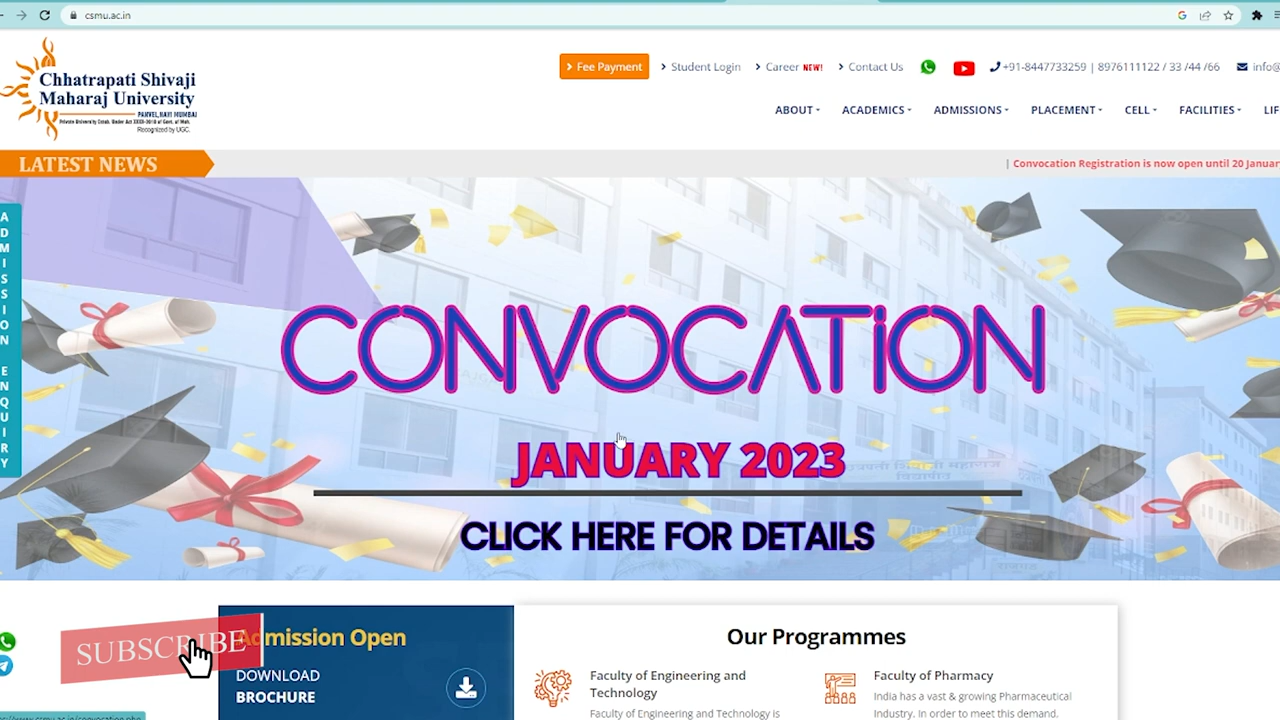 csmu.ac.in
Chhatrapati Shivaji
Maharaj University
PANVEL, NAVI MUMBAI
Recognized by UGC.
Fee Payment
Student Login
Career NEW!
Contact Us
+91-8447733259 | 8976111122 / 33 /44 /66
info@
ABOUT
ACADEMICS
ADMISSIONS
PLACEMENT
CELL
FACILITIES
LIF
LATEST NEWS
| Convocation Registration is now open until 20 January
ADMISSION ENQUIRY
CONVOCATiON
JANUARY 2023
CLICK HERE FOR DETAILS
SUBSCRIBE
Admission Open
DOWNLOAD
BROCHURE
Our Programmes
Faculty of Engineering and
Technology
Faculty of Engineering and Technology is
Faculty of Pharmacy
India has a vast & growing Pharmaceutical
Industry. In order to meet this demand.